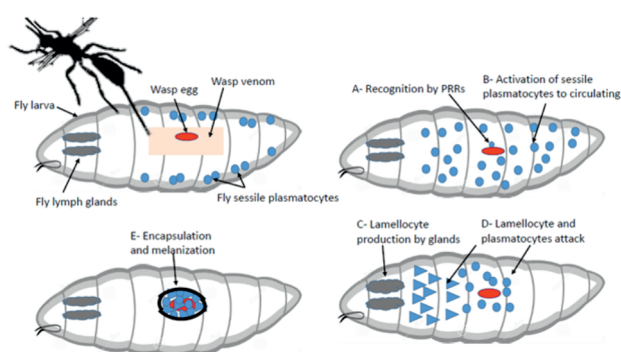 Wasp egg
Wasp venom
Fly larva
Fly lymph glands
Fly sessile plasmatocytes
A- Recognition by PRRs
B- Activation of sessile
plasmatocytes to circulating
E- Encapsulation
and melanization
C- Lamellocyte
production by glands
D- Lamellocyte and
plasmatocytes attack